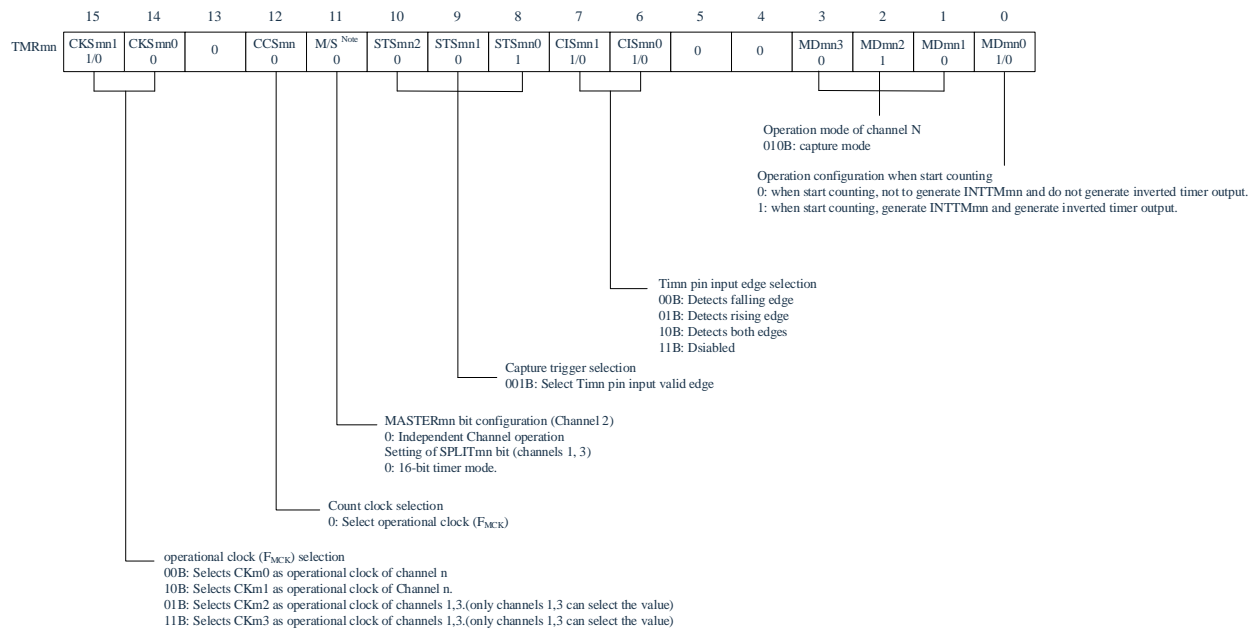 15 14 13 12 11 10 9 8 7 6 5 4 3 2 1 0
TMRmn CKSmn1 CKSmn0 0 CCSmn M/S Note STSmn2 STSmn1 STSmn0 CISmn1 CISmn0 0 0 MDmn3 MDmn2 MDmn1 MDmn0
1/0 0 0 0 0 0 1 1/0 1/0 0 1 0 1/0
Operation mode of channel N
010B: capture mode
Operation configuration when start counting
0: when start counting, not to generate INTTMmn and do not generate inverted timer output.
1: when start counting, generate INTTMmn and generate inverted timer output.
Timn pin input edge selection
00B: Detects falling edge
01B: Detects rising edge
10B: Detects both edges
11B: Dsiabled
Capture trigger selection
001B: Select Timn pin input valid edge
MASTERmn bit configuration (Channel 2)
0: Independent Channel operation
Setting of SPLITmn bit (channels 1, 3)
0: 16-bit timer mode.
Count clock selection
0: Select operational clock (FMCK)
operational clock (FMCK) selection
00B: Selects CKm0 as operational clock of channel n
10B: Selects CKm1 as operational clock of Channel n.
01B: Selects CKm2 as operational clock of channels 1,3.(only channels 1,3 can select the value)
11B: Selects CKm3 as operational clock of channels 1,3.(only channels 1,3 can select the value)